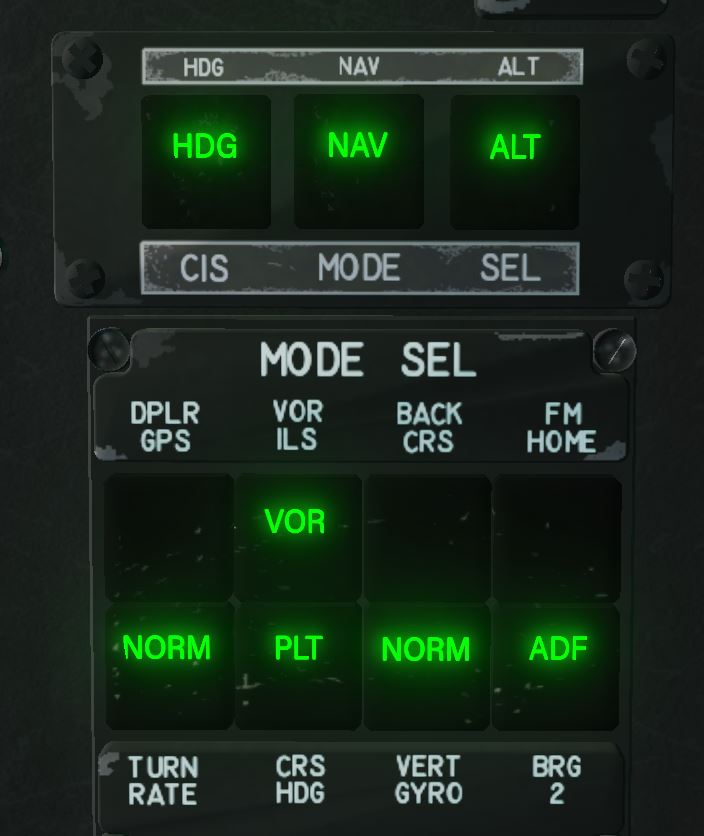 HDG NAV ALT
HDG NAV ALT
CIS MODE SEL
MODE SEL
DPLR GPS
VOR ILS
BACK CRS
FM HOME
VOR
NORM PLT NORM ADF
TURN RATE
CRS HDG
VERT GYRO
BRG 2